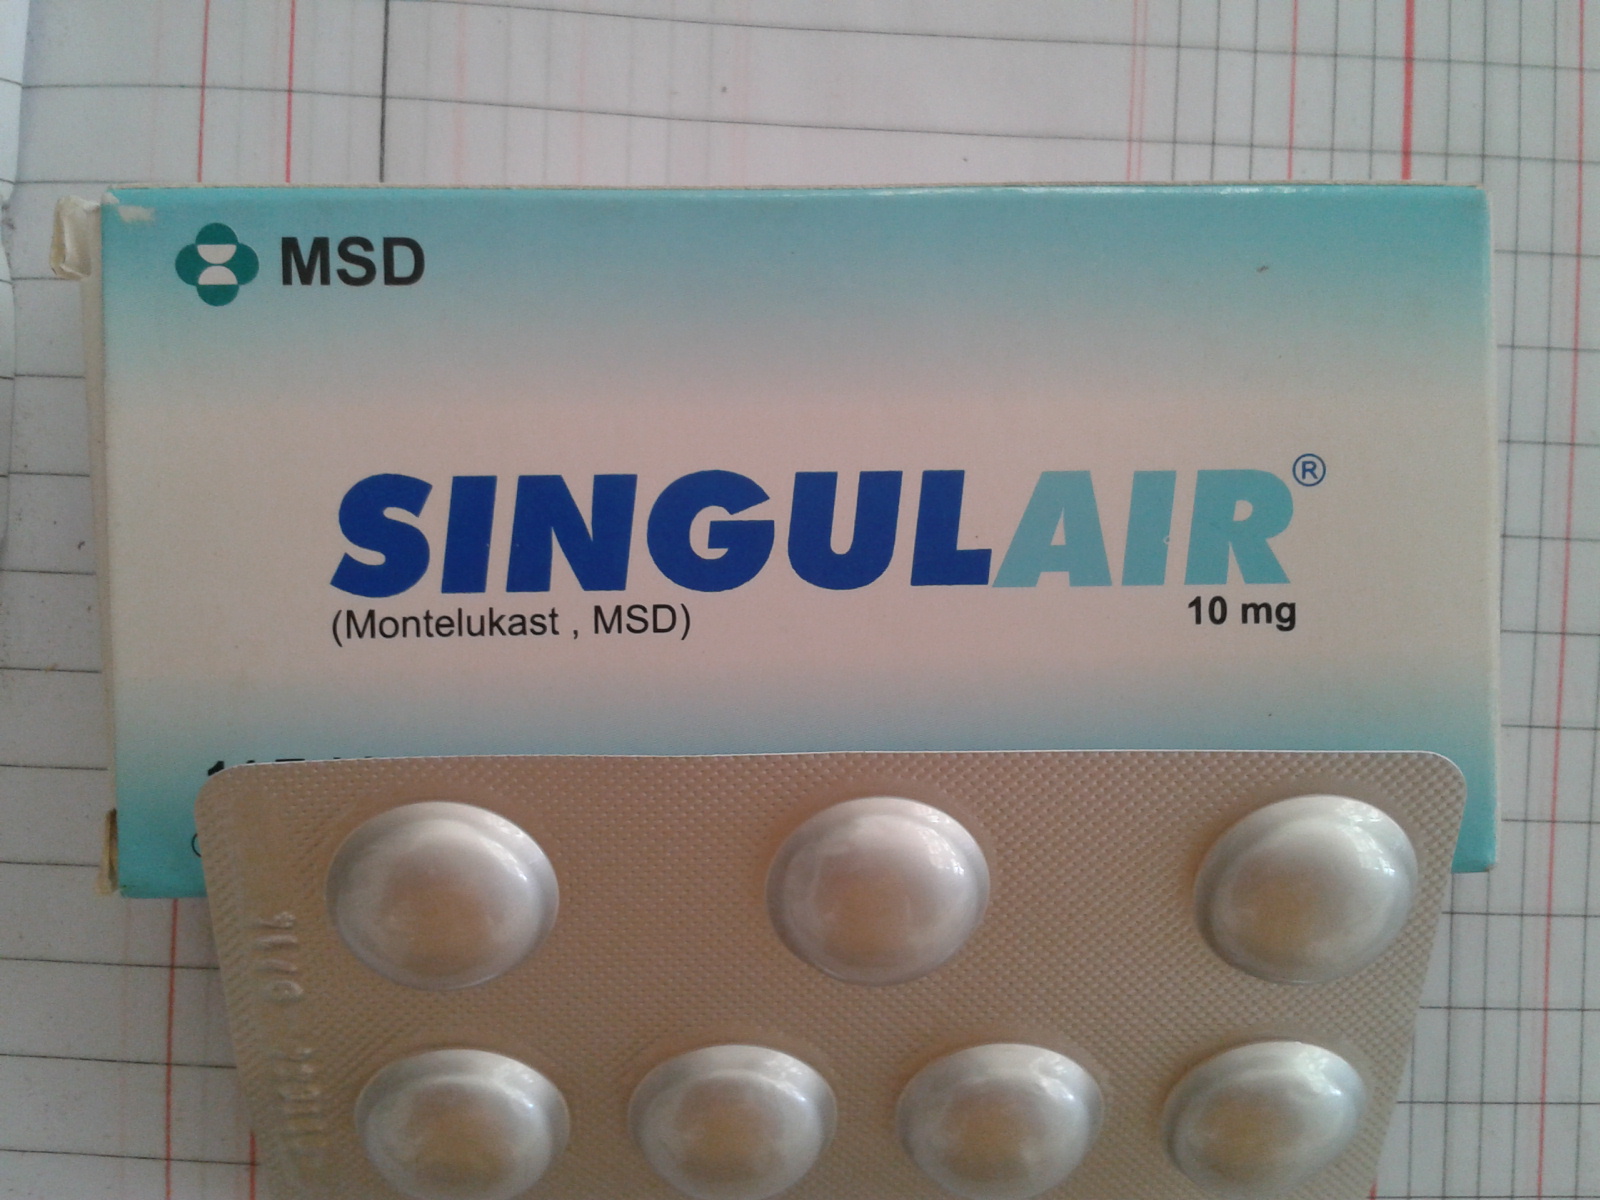 MSD
SINGULAIR®
(Montelukast , MSD)
10 mg